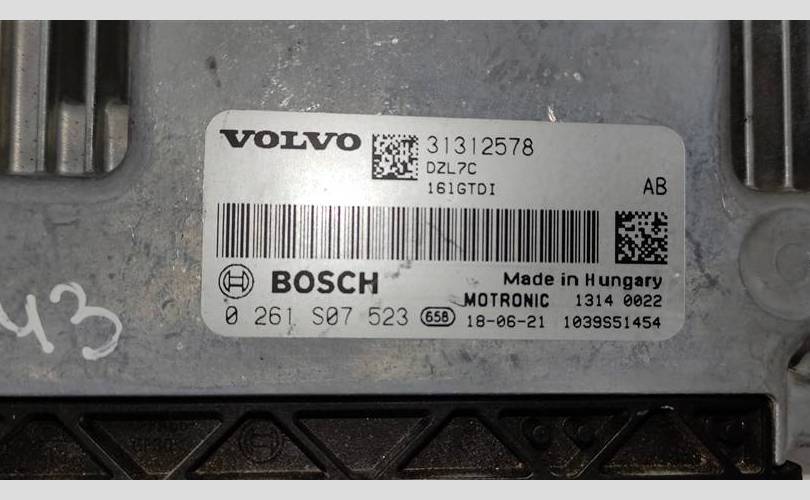 VOLVO 31312578
DZL7C
161GTDI AB
BOSCH Made in Hungary
MOTRONIC 1314 0022
0 261 S07 523 658 18-06-21 1039S51454
43